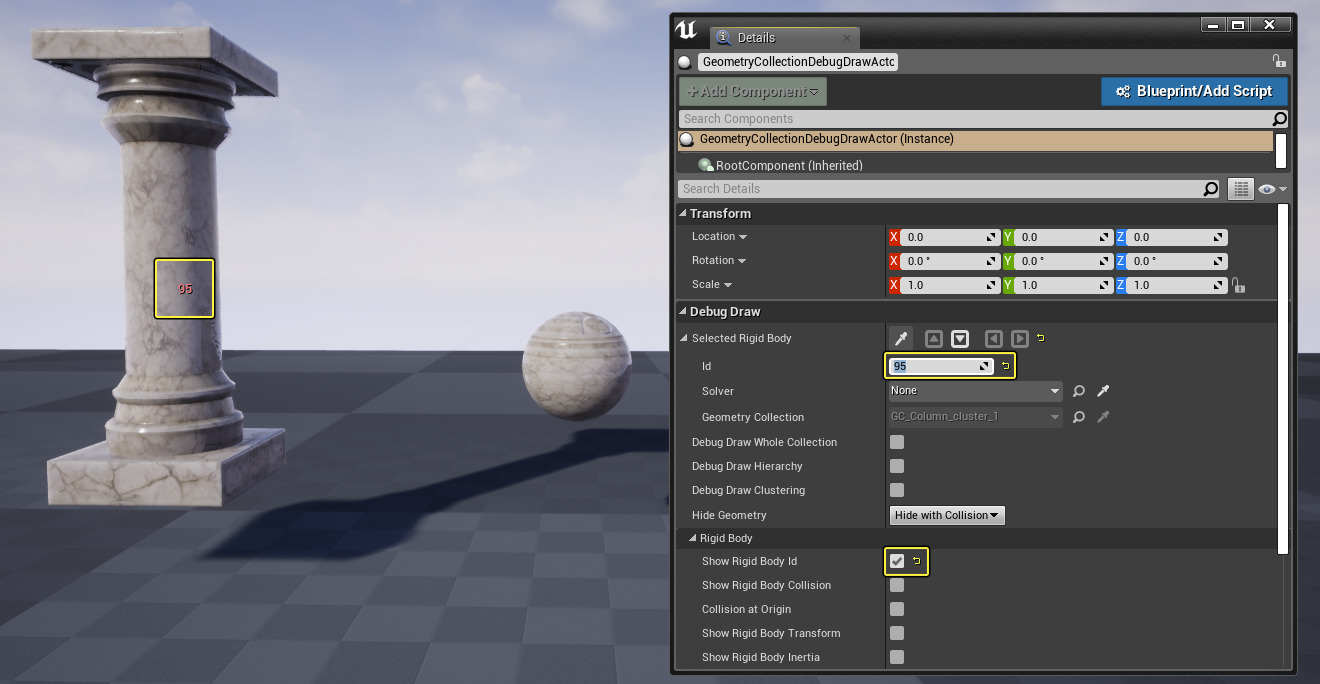 95
Details
GeometryCollectionDebugDrawActo
+Add Component
Blueprint/Add Script
Search Components
GeometryCollectionDebugDrawActor (Instance)
RootComponent (Inherited)
Search Details
Transform
Location X 0.0 Y 0.0 Z 0.0
Rotation X 0.0 ° Y 0.0 ° Z 0.0 °
Scale X 1.0 Y 1.0 Z 1.0
Debug Draw
Selected Rigid Body
Id 95
Solver None
Geometry Collection GC_Column_cluster_1
Debug Draw Whole Collection
Debug Draw Hierarchy
Debug Draw Clustering
Hide Geometry Hide with Collision
Rigid Body
Show Rigid Body Id
Show Rigid Body Collision
Collision at Origin
Show Rigid Body Transform
Show Rigid Body Inertia